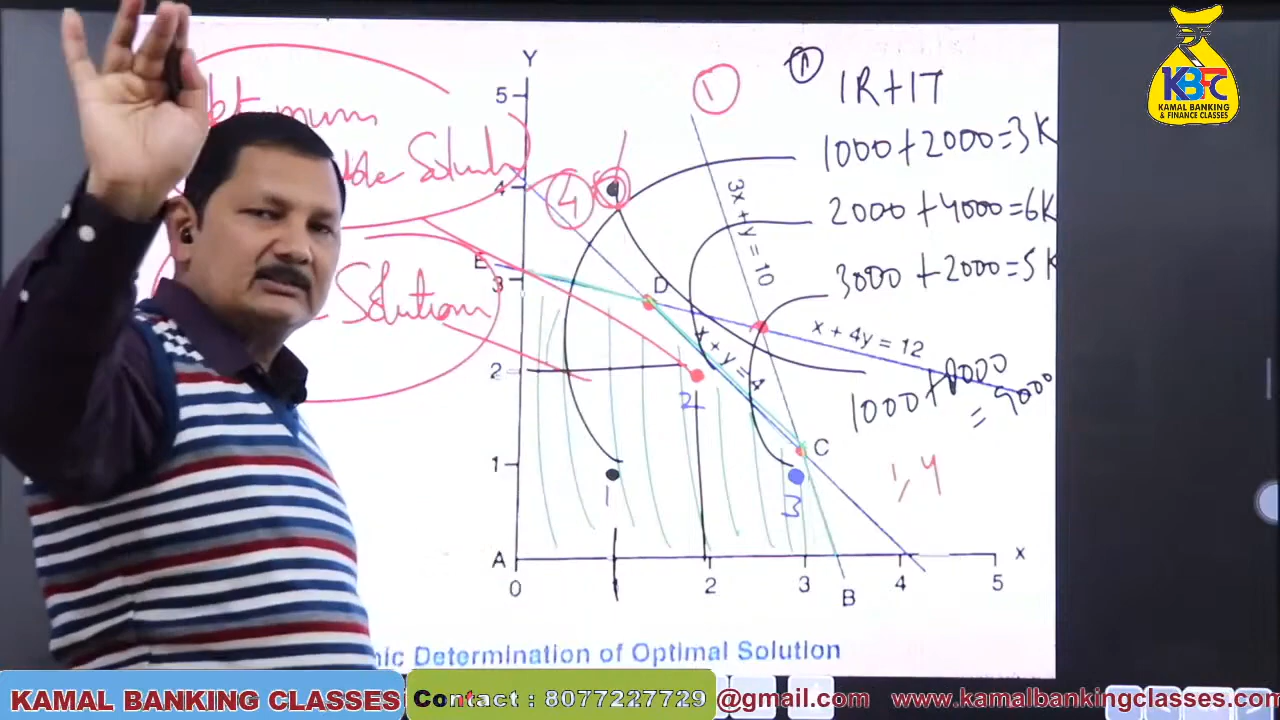 Y
5
4
3
2
1
0
1
2
3
4
5
x
A
B
C
D
E
3x + y = 10
x + 4y = 12
x + y = 4
1
1
1R+1T
1000+2000=3K
2000+4000=6K
3000+2000=5K
1000+8000
=9000
1,4
4
2
1
3
Solution
nic Determination of Optimal Solution
KBFC
KAMAL BANKING
& FINANCE CLASSES
KAMAL BANKING CLASSES
Contact : 8077227729
@gmail.com
www.kamalbankingclasses.com